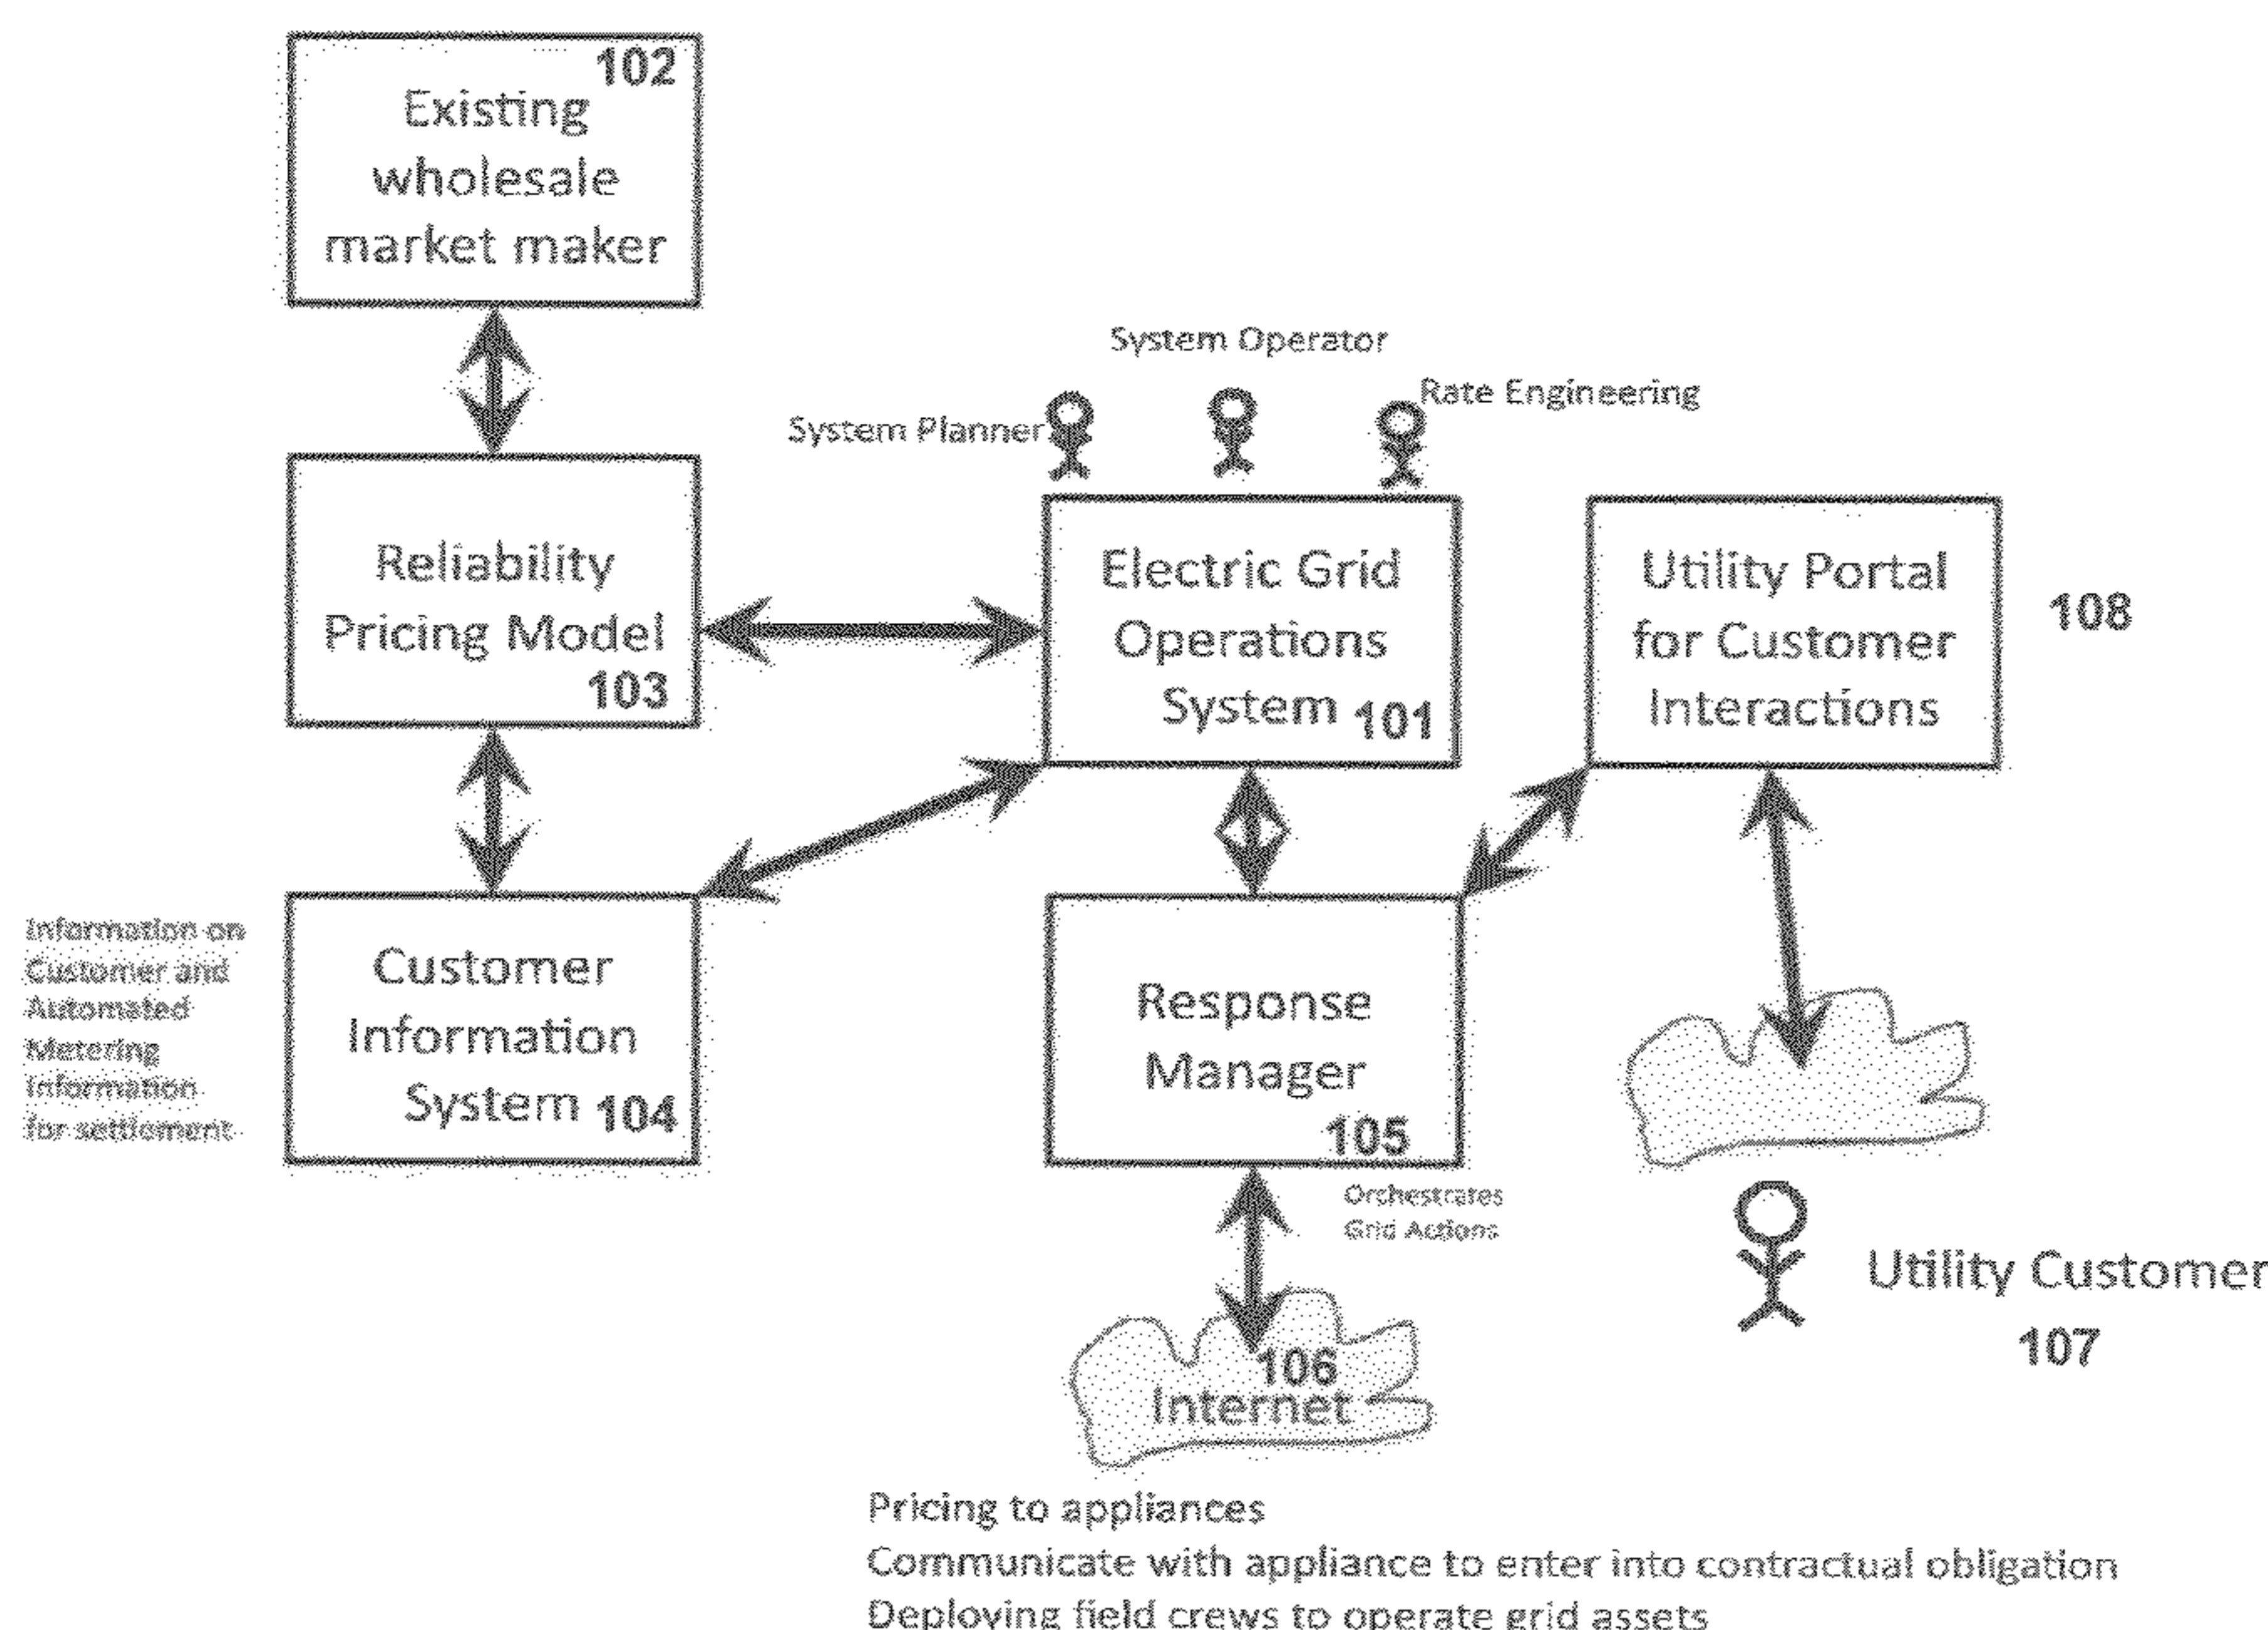 102
Existing
wholesale
market maker
System Operator
Rate Engineering
System Planner
Reliability
Pricing Model
103
Electric Grid
Operations
System 101
Utility Portal
for Customer
Interactions
108
Information on
Customer and
Automated
Metering
Information
for settlement
Customer
Information
System 104
Response
Manager
105
Orchestrates
Grid Actions
106
Internet
Utility Customer
107
Pricing to appliances
Communicate with appliance to enter into contractual obligation
Deploying field crews to operate grid assets